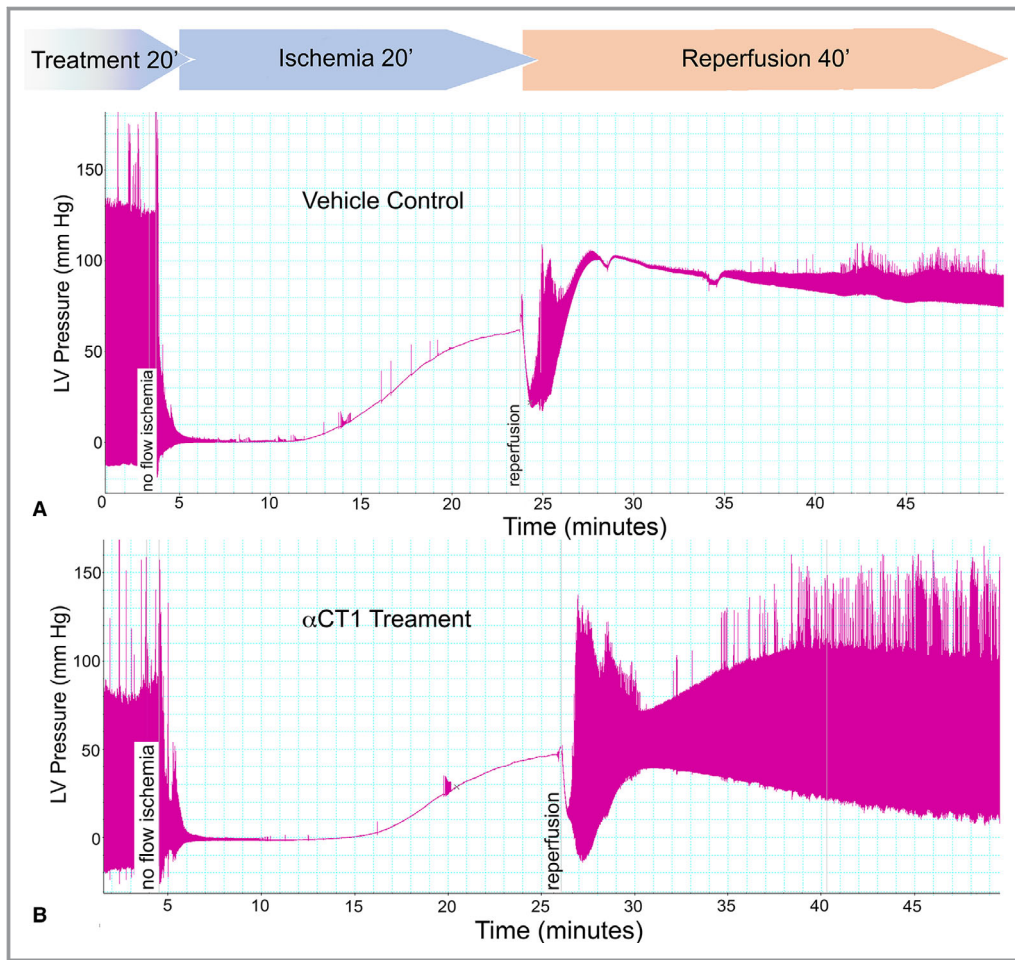 Treatment 20’
Ischemia 20’
Reperfusion 40’
LV Pressure (mm Hg)
150
100
50
0
Vehicle Control
no flow ischemia
reperfusion
0 5 10 15 20 25 30 35 40 45
A
Time (minutes)
LV Pressure (mm Hg)
150
100
50
0
αCT1 Treament
no flow ischemia
reperfusion
5 10 15 20 25 30 35 40 45
B
Time (minutes)